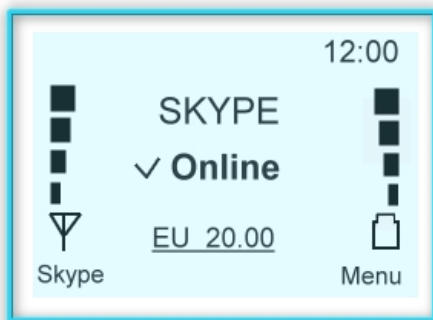 12:00
SKYPE
✓ Online
EU 20.00
Skype
Menu